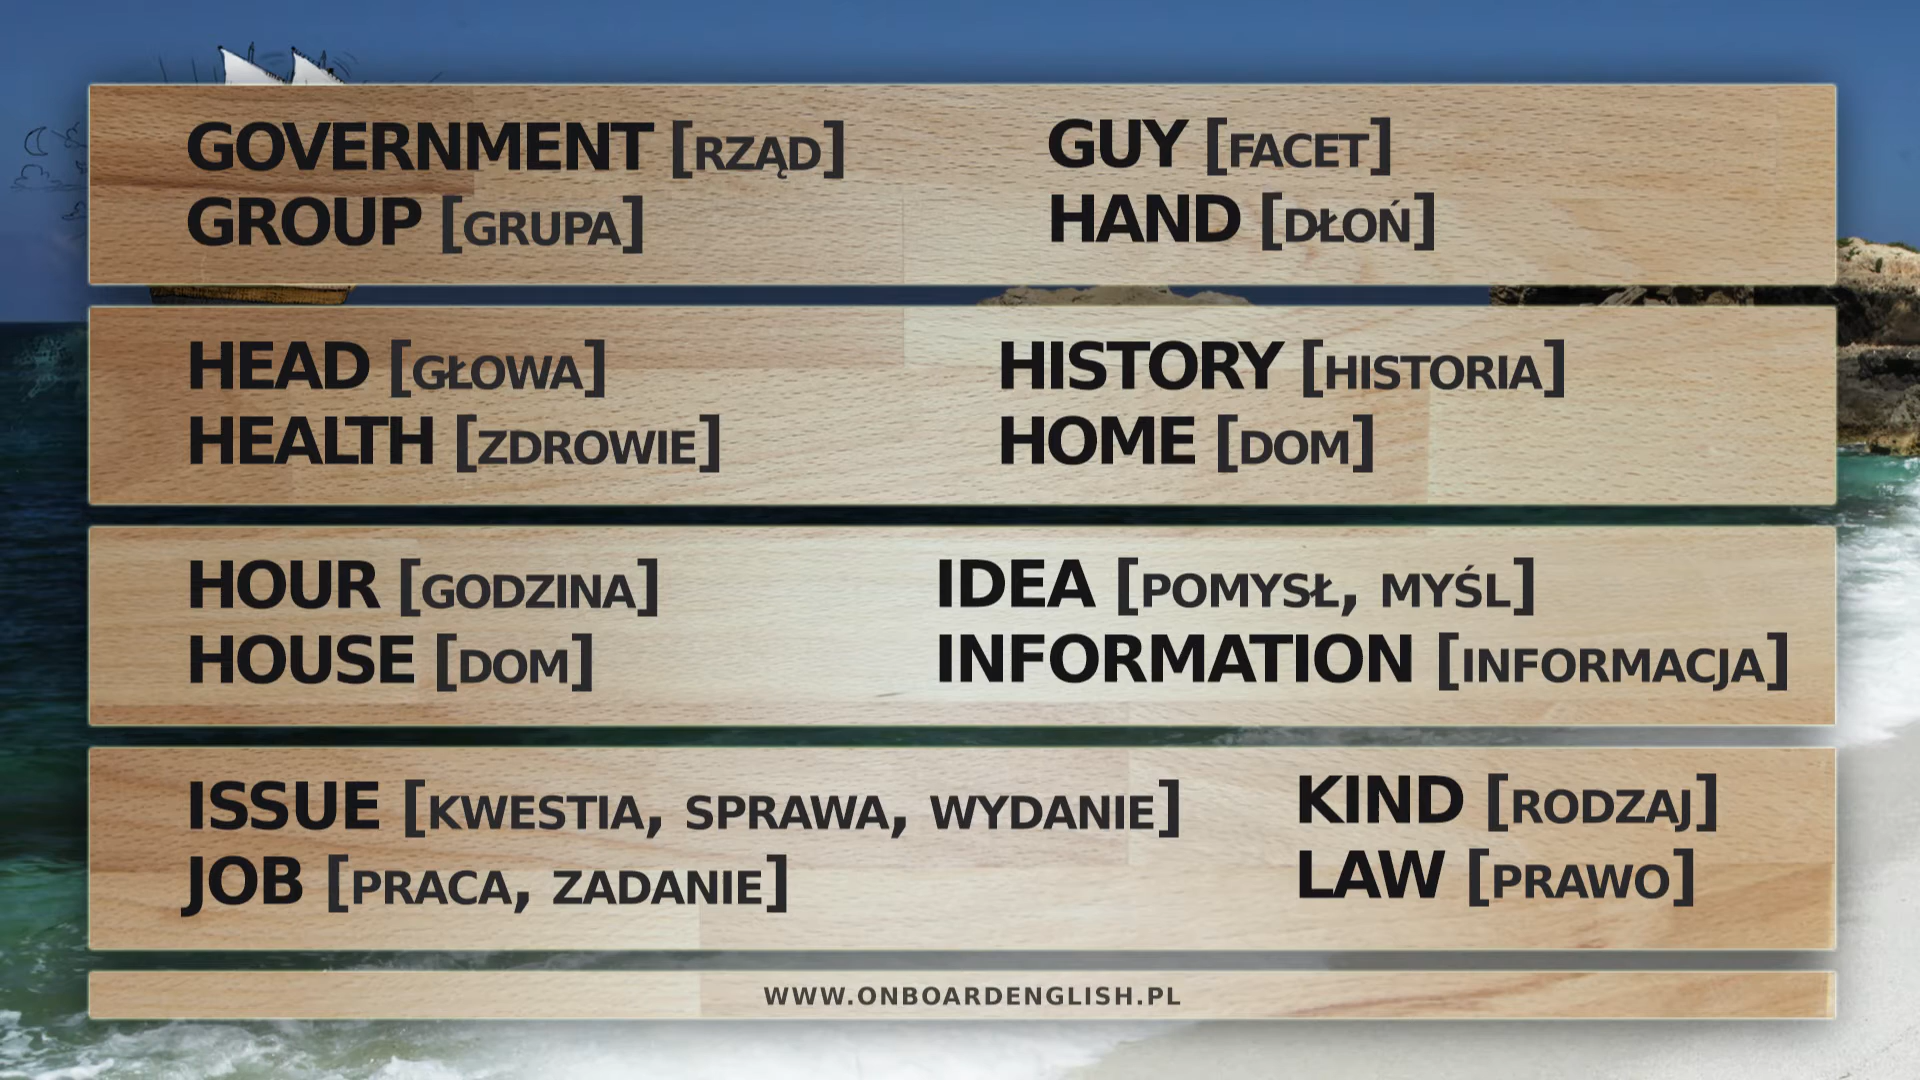 GOVERNMENT [RZĄD]
GROUP [GRUPA]
GUY [FACET]
HAND [DŁOŃ]
HEAD [GŁOWA]
HEALTH [ZDROWIE]
HISTORY [HISTORIA]
HOME [DOM]
HOUR [GODZINA]
HOUSE [DOM]
IDEA [POMYSŁ, MYŚL]
INFORMATION [INFORMACJA]
ISSUE [KWESTIA, SPRAWA, WYDANIE]
JOB [PRACA, ZADANIE]
KIND [RODZAJ]
LAW [PRAWO]
WWW.ONBOARDENGLISH.PL